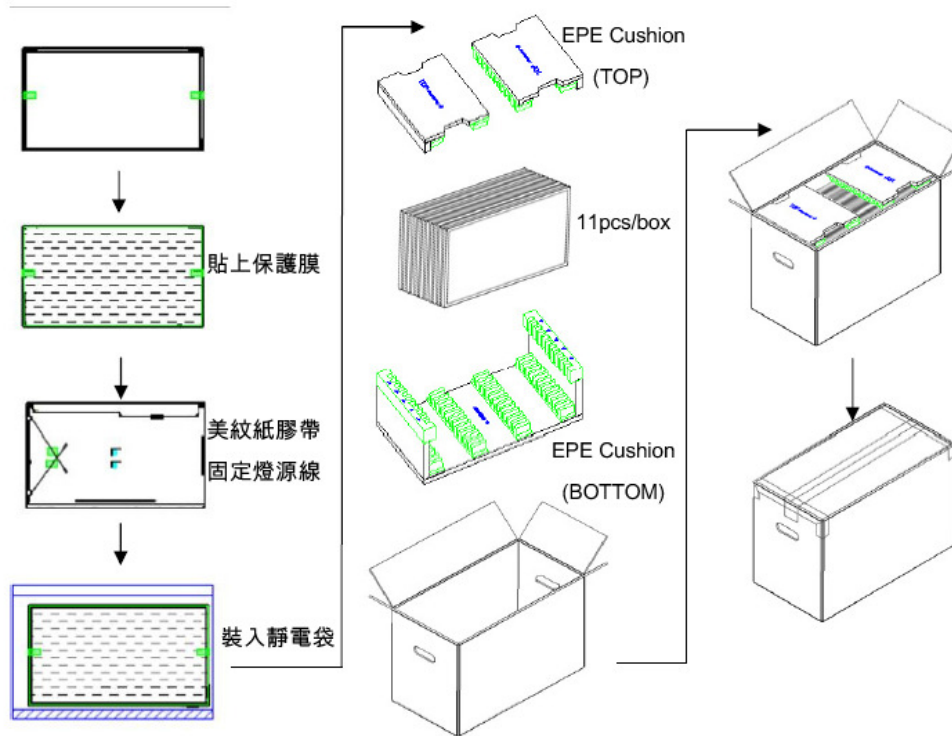 貼上保護膜
美紋紙膠帶
固定燈源線
裝入靜電袋
EPE Cushion
(TOP)
11pcs/box
EPE Cushion
(BOTTOM)